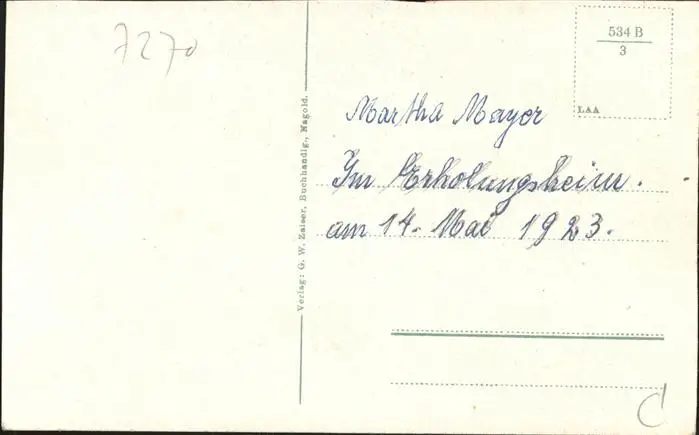 7270
534 B
3
LAA
Martha Mayer
Im Erholungsheim.
am 14. Mai 1923.
Verlag: G. W. Zaiser, Buchhandlg., Nagold.
C